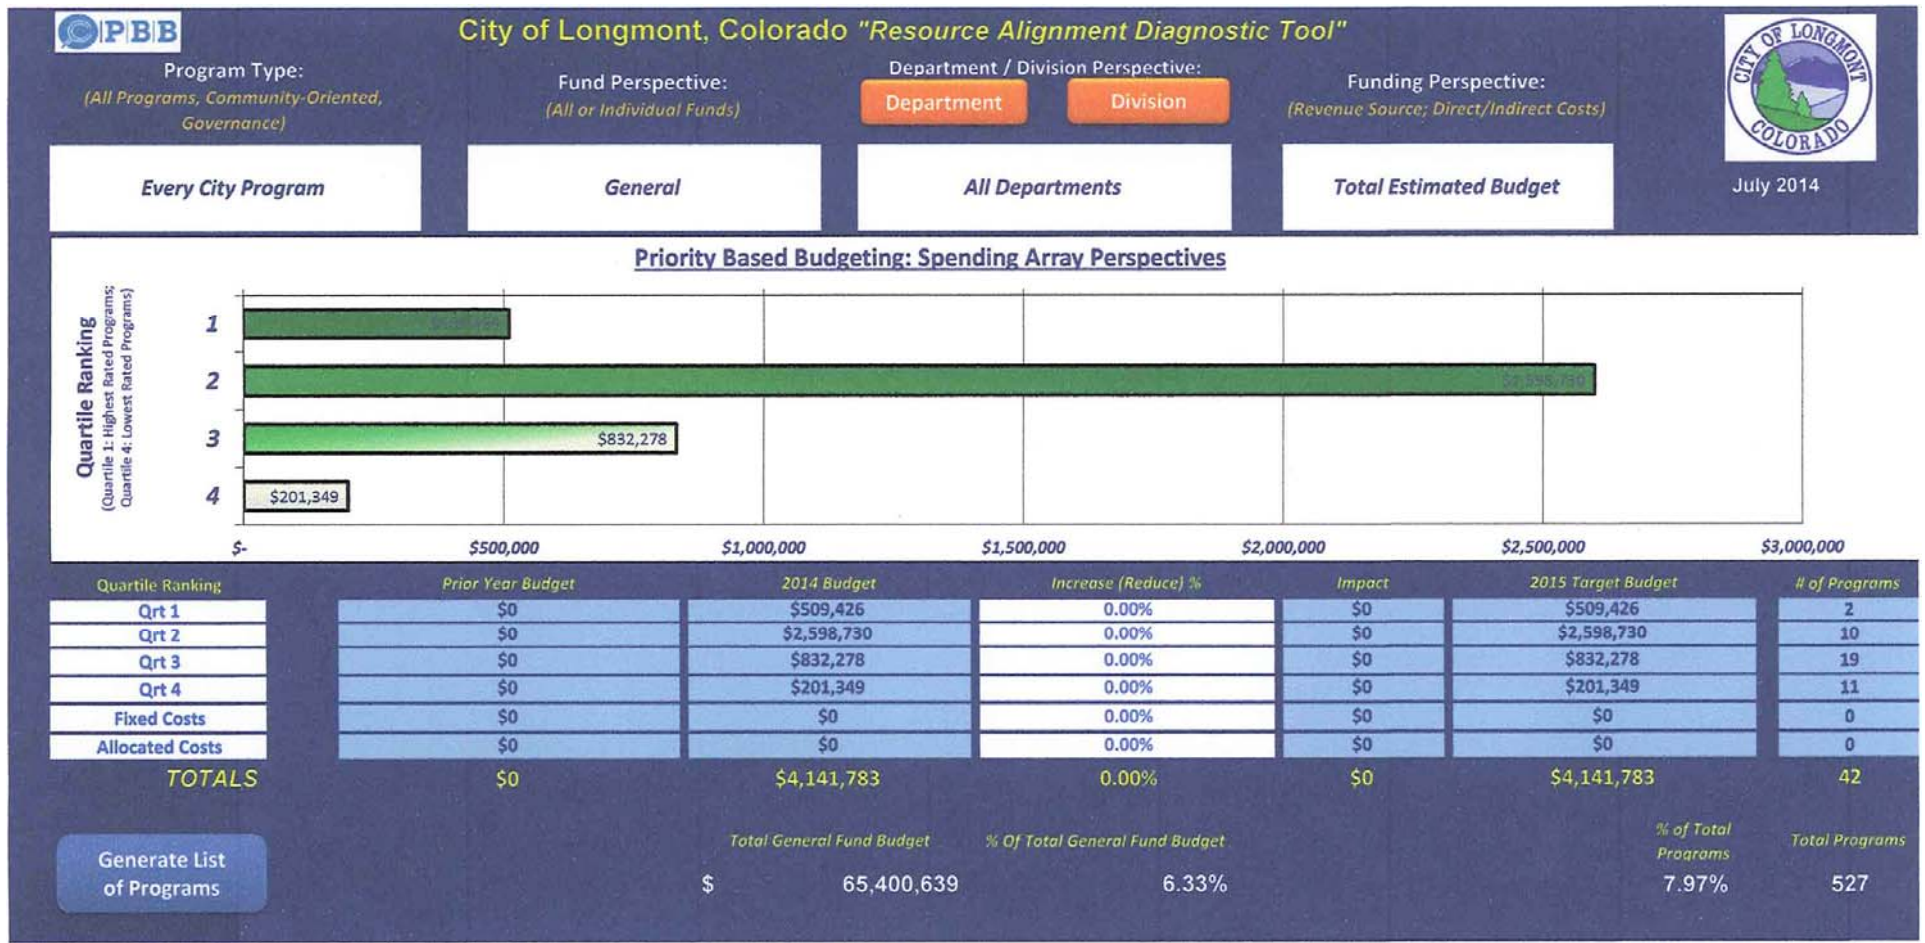 PBB
City of Longmont, Colorado "Resource Alignment Diagnostic Tool"
Program Type:
(All Programs, Community-Oriented,
Governance)
Fund Perspective:
(All or Individual Funds)
Department / Division Perspective:
Department Division
Funding Perspective:
(Revenue Source; Direct/Indirect Costs)
CITY OF LONGMONT
COLORADO
Every City Program General All Departments Total Estimated Budget July 2014
Priority Based Budgeting: Spending Array Perspectives
Quartile Ranking
(Quartile 1: Highest Rated Programs;
Quartile 4: Lowest Rated Programs)
1
2 $2,598,730
3 $832,278
4 $201,349
$- $500,000 $1,000,000 $1,500,000 $2,000,000 $2,500,000 $3,000,000
Quartile Ranking Prior Year Budget 2014 Budget Increase (Reduce) % Impact 2015 Target Budget # of Programs
Qrt 1 $0 $509,426 0.00% $0 $509,426 2
Qrt 2 $0 $2,598,730 0.00% $0 $2,598,730 10
Qrt 3 $0 $832,278 0.00% $0 $832,278 19
Qrt 4 $0 $201,349 0.00% $0 $201,349 11
Fixed Costs $0 $0 0.00% $0 $0 0
Allocated Costs $0 $0 0.00% $0 $0 0
TOTALS $0 $4,141,783 0.00% $0 $4,141,783 42
Generate List
of Programs
Total General Fund Budget % Of Total General Fund Budget
$ 65,400,639 6.33%
% of Total
Programs
7.97%
Total Programs
527